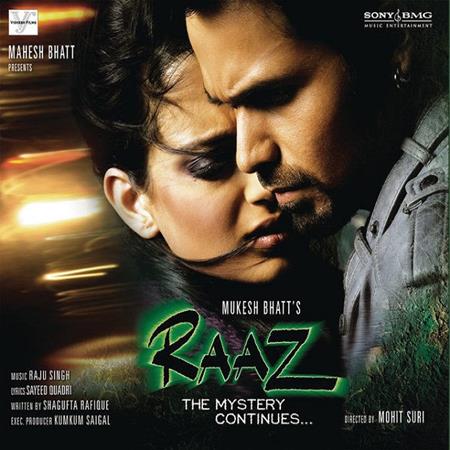 VF
VISHESH FILMS
MAHESH BHATT
PRESENTS
SONY BMG
MUSIC ENTERTAINMENT
MUKESH BHATT'S
RAAZ
THE MYSTERY
CONTINUES...
MUSIC RAJU SINGH
LYRICS SAYEED QUADRI
WRITTEN BY SHAGUFTA RAFIQUE
EXEC. PRODUCER KUMKUM SAIGAL
DIRECTED BY MOHIT SURI